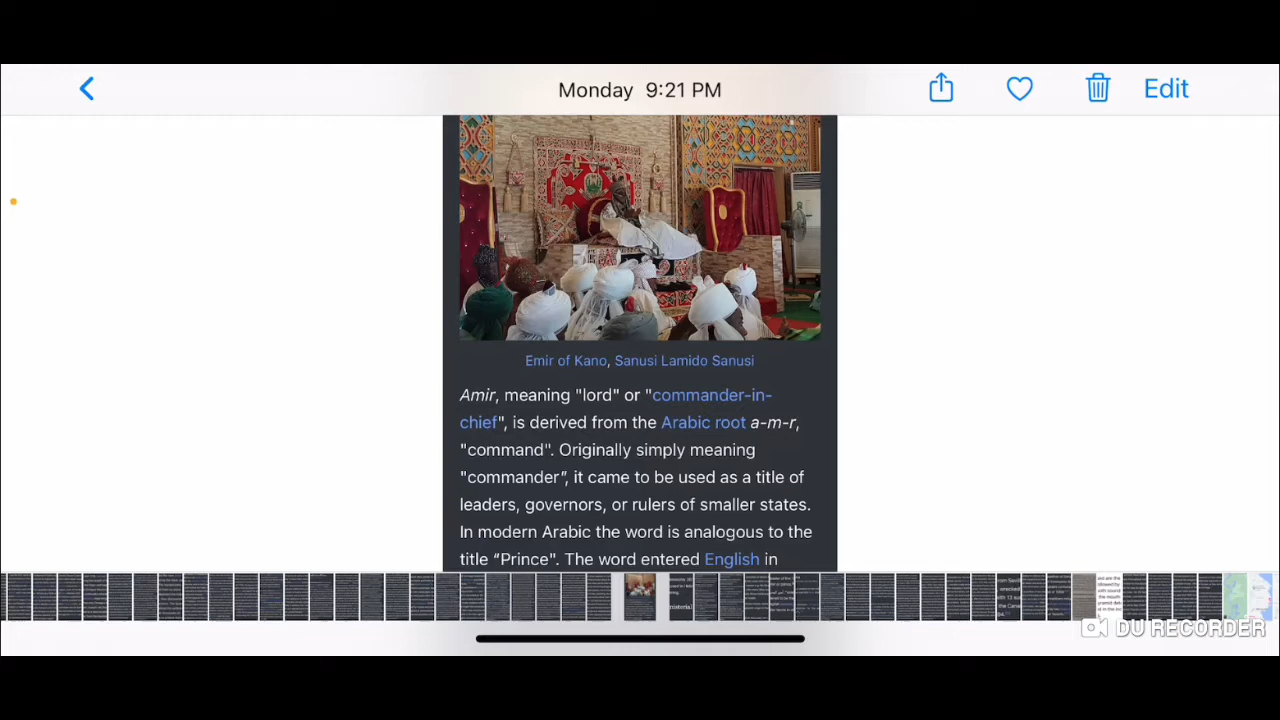 Monday 9:21 PM
Edit
Emir of Kano, Sanusi Lamido Sanusi
Amir, meaning "lord" or "commander-in-
chief", is derived from the Arabic root a-m-r,
"command". Originally simply meaning
"commander”, it came to be used as a title of
leaders, governors, or rulers of smaller states.
In modern Arabic the word is analogous to the
title “Prince". The word entered English in
DU RECORDER